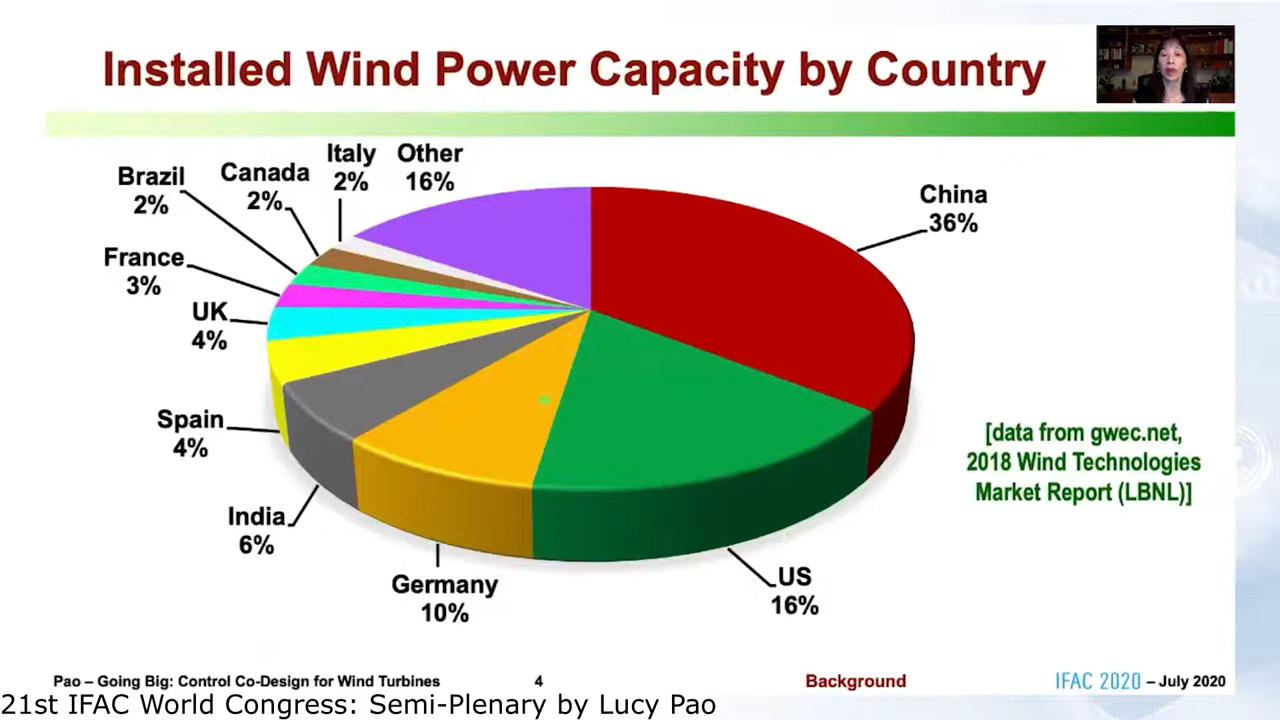 Installed Wind Power Capacity by Country
Italy
2%
Other
16%
Canada
2%
Brazil
2%
China
36%
France
3%
UK
4%
Spain
4%
India
6%
Germany
10%
US
16%
[data from gwec.net,
2018 Wind Technologies
Market Report (LBNL)]
Pao – Going Big: Control Co-Design for Wind Turbines
4
Background
IFAC 2020 – July 2020
21st IFAC World Congress: Semi-Plenary by Lucy Pao